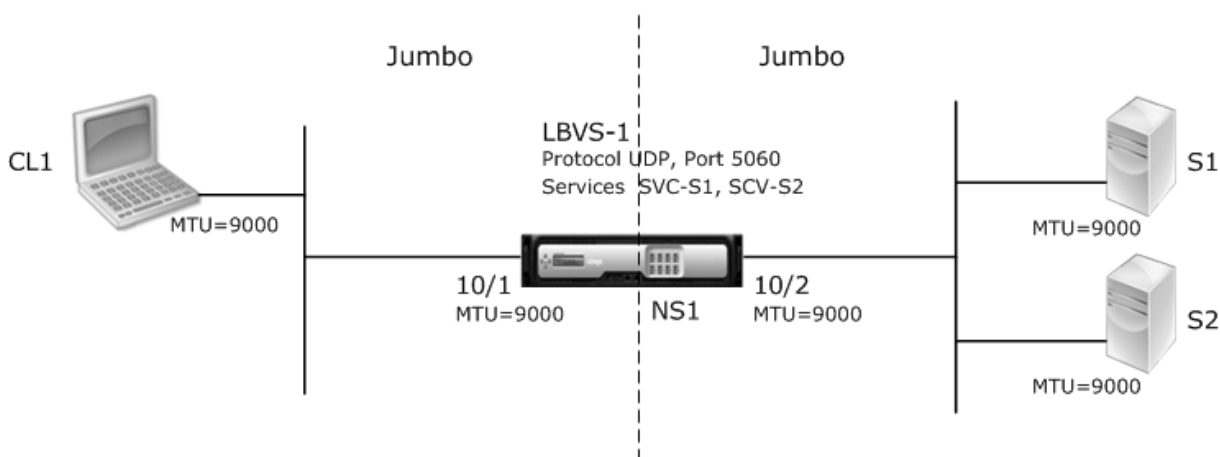 Jumbo
Jumbo
LBVS-1
Protocol UDP, Port 5060
Services SVC-S1, SCV-S2
CL1
MTU=9000
S1
MTU=9000
10/1
MTU=9000
NS1
10/2
MTU=9000
S2
MTU=9000